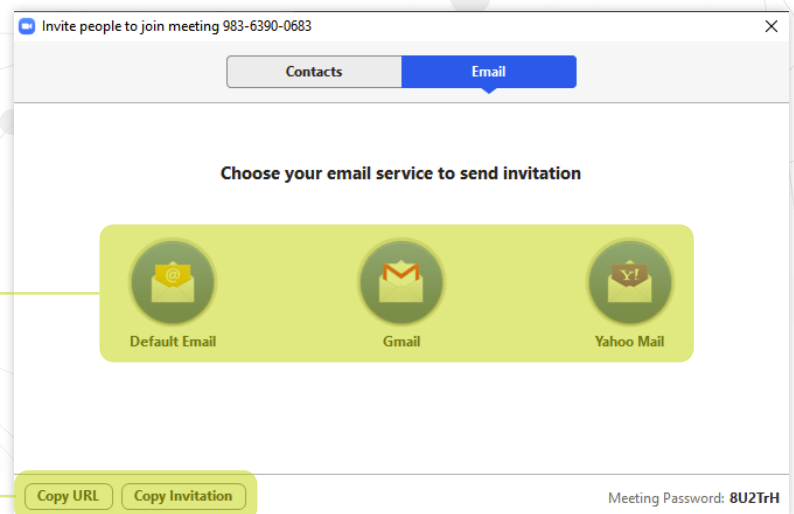 Invite people to join meeting 983-6390-0683
Contacts Email
Choose your email service to send invitation
@ Y!
Default Email Gmail Yahoo Mail
Copy URL Copy Invitation Meeting Password: 8U2TrH